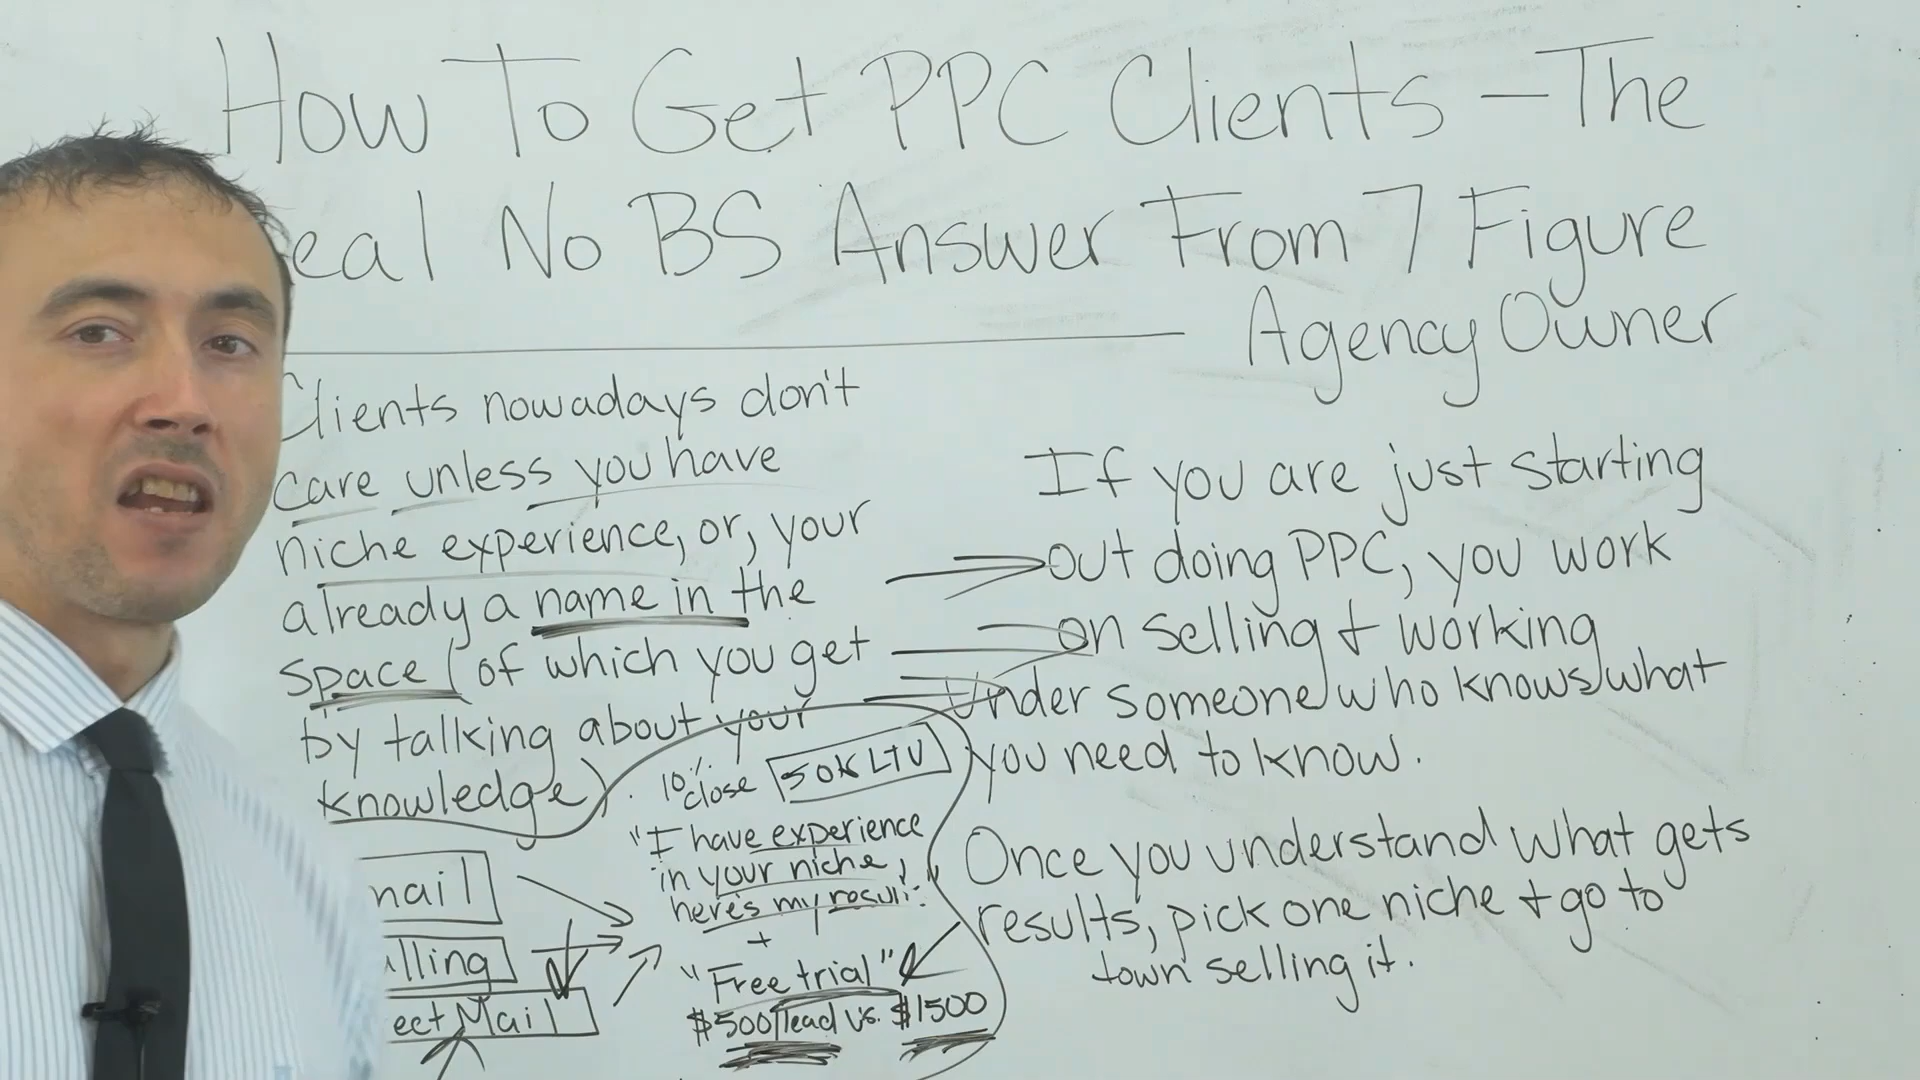 How To Get PPC Clients - The
eal No BS Answer From 7 Figure
Agency Owner
Clients nowadays don't
care unless you have
niche experience, or, your
already a name in the
space (of which you get
by talking about your
knowledge).
10% close 50K LTV
"I have experience
in your niche,
here's my result
+
"Free trial"
$500/lead vs. $1500
nail
lling
ect Mail
If you are just starting
out doing PPC, you work
on selling + working
Under someone who knows what
you need to know.
Once you understand what gets
results, pick one niche + go to
town selling it.